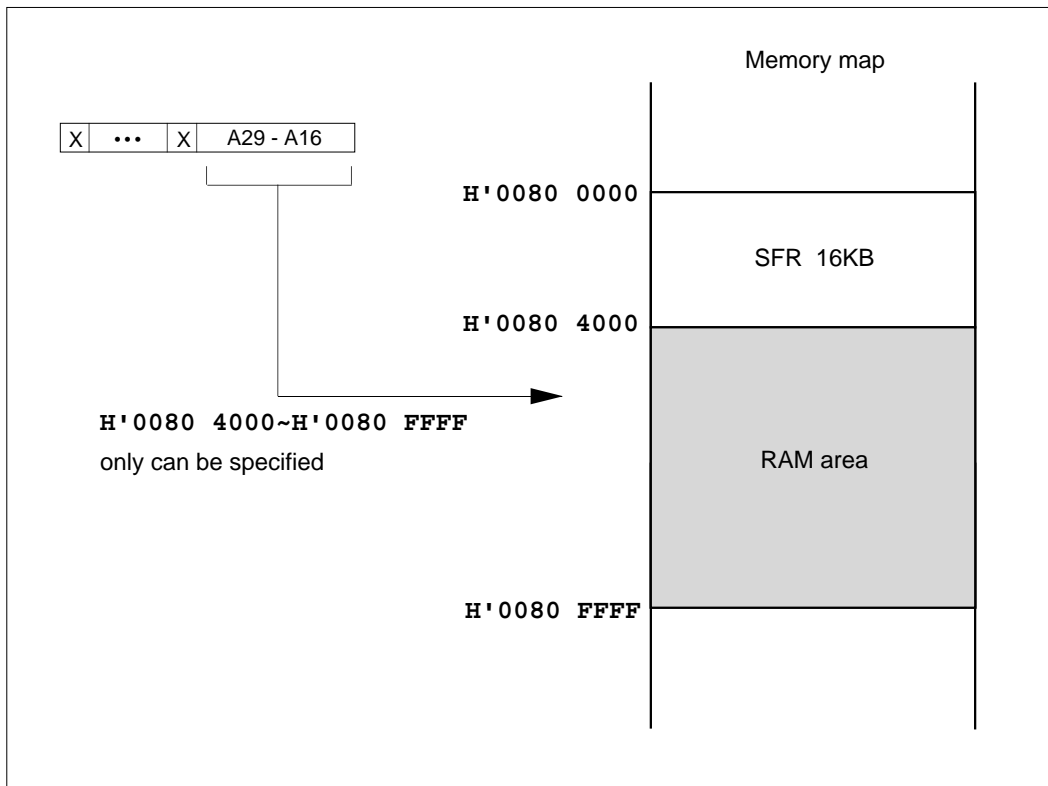 Memory map
X ••• X A29 - A16
H'0080 0000
SFR 16KB
H'0080 4000
H'0080 4000~H'0080 FFFF
only can be specified
RAM area
H'0080 FFFF